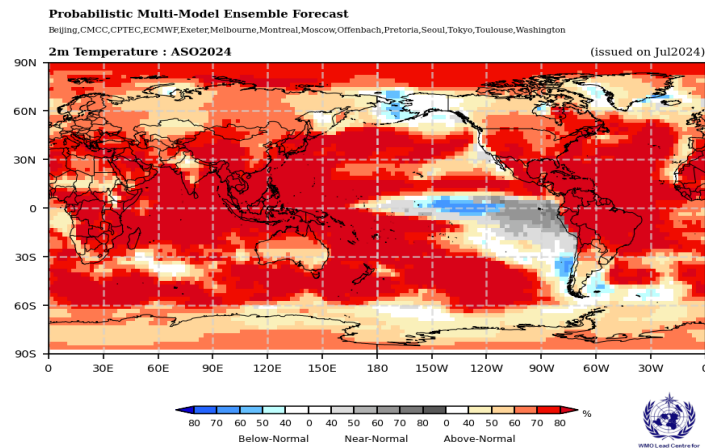 Probabilistic Multi-Model Ensemble Forecast
Beijing,CMCC,CPTEC,ECMWF,Exeter,Melbourne,Montreal,Moscow,Offenbach,Pretoria,Seoul,Tokyo,Toulouse,Washington
2m Temperature : ASO2024 (issued on Jul2024)
90N
60N
30N
0
30S
60S
90S
0 30E 60E 90E 120E 150E 180 150W 120W 90W 60W 30W 0
80 70 60 50 40 0 40 50 60 70 80 0 40 50 60 70 80 %
Below-Normal Near-Normal Above-Normal
WMO Lead Centre for